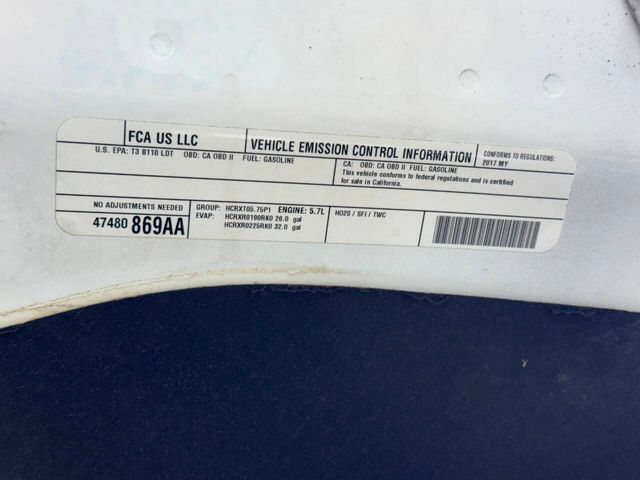 FCA US LLC
VEHICLE EMISSION CONTROL INFORMATION
CONFORMS TO REGULATIONS:
2017 MY
U.S. EPA: T3 B110 LDT OBD: CA OBD II FUEL: GASOLINE
CA: OBD: CA OBD II FUEL: GASOLINE
This vehicle conforms to federal regulations and is certified
for sale in California.
NO ADJUSTMENTS NEEDED
47480 869AA
GROUP: HCRXT05.75P1 ENGINE: 5.7L
EVAP: HCRXR0190RK0 26.0 gal
HCRXR0225RK0 32.0 gal
HO2S / SFI / TWC